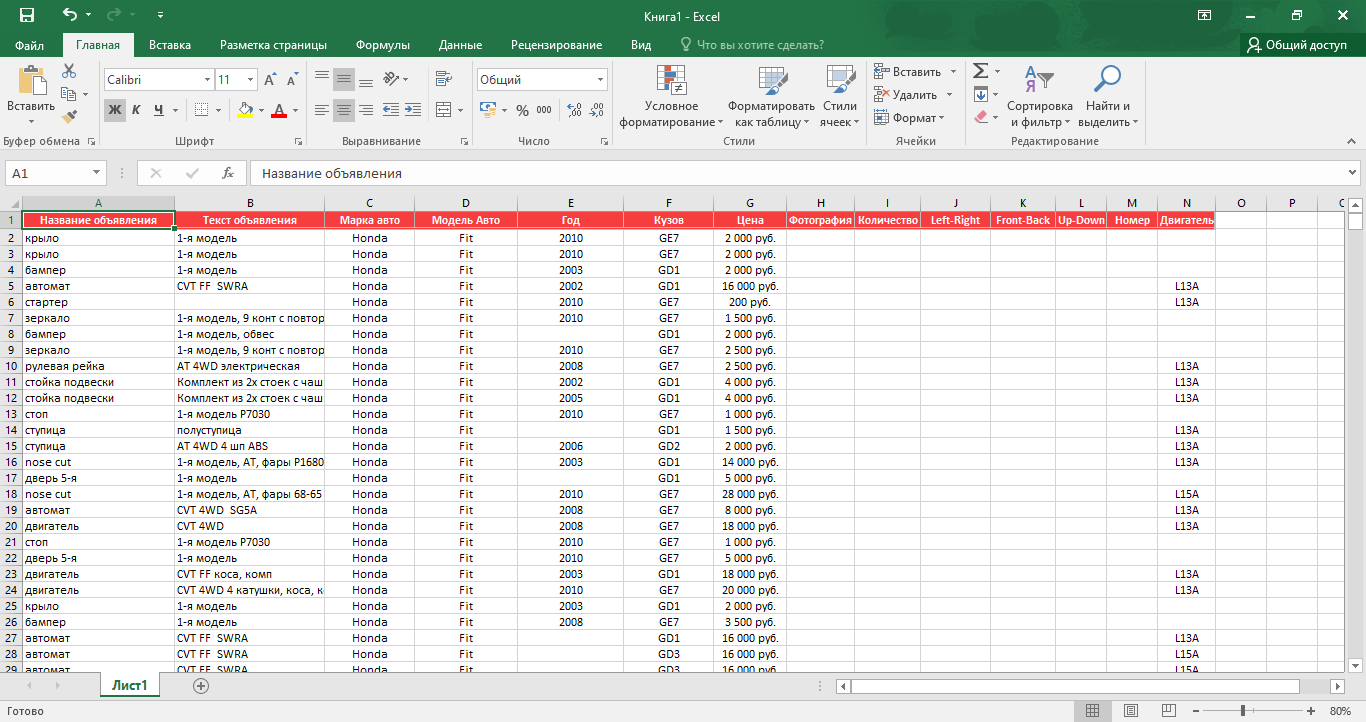 Книга1 - Excel
Файл Главная Вставка Разметка страницы Формулы Данные Рецензирование Вид Что вы хотите сделать? Общий доступ
Calibri 11 Общий
Вставить Ж К Ч А % 000 Условное форматирование Форматировать как таблицу Стили ячеек Вставить Удалить Формат Сортировка и фильтр Найти и выделить
Буфер обмена Шрифт Выравнивание Число Стили Ячейки Редактирование
A1 fx Название объявления
A B C D E F G H I J K L M N O P
1 Название объявления Текст объявления Марка авто Модель Авто Год Кузов Цена Фотография Количество Left-Right Front-Back Up-Down Номер Двигатель
2 крыло 1-я модель Honda Fit 2010 GE7 2 000 руб.
3 крыло 1-я модель Honda Fit 2010 GE7 2 000 руб.
4 бампер 1-я модель Honda Fit 2003 GD1 2 000 руб.
5 автомат CVT FF SWRA Honda Fit 2002 GD1 16 000 руб. L13A
6 стартер Honda Fit 2010 GE7 200 руб. L13A
7 зеркало 1-я модель, 9 конт с повтор Honda Fit 2010 GE7 1 500 руб.
8 бампер 1-я модель, обвес Honda Fit GD1 2 000 руб.
9 зеркало 1-я модель, 9 конт с повтор Honda Fit 2010 GE7 2 500 руб.
10 рулевая рейка AT 4WD электрическая Honda Fit 2008 GE7 2 500 руб. L13A
11 стойка подвески Комплект из 2х стоек с чаш Honda Fit 2002 GD1 4 000 руб. L13A
12 стойка подвески Комплект из 2х стоек с чаш Honda Fit 2005 GD1 4 000 руб. L13A
13 стоп 1-я модель P7030 Honda Fit 2010 GE7 1 000 руб.
14 ступица полуступица Honda Fit GD1 1 500 руб. L13A
15 ступица AT 4WD 4 шп ABS Honda Fit 2006 GD2 2 000 руб. L13A
16 nose cut 1-я модель, AT, фары P1680 Honda Fit 2003 GD1 14 000 руб. L13A
17 дверь 5-я 1-я модель Honda Fit GD1 5 000 руб.
18 nose cut 1-я модель, AT, фары 68-65 Honda Fit 2010 GE7 28 000 руб. L15A
19 автомат CVT 4WD SG5A Honda Fit 2008 GE7 8 000 руб. L13A
20 двигатель CVT 4WD Honda Fit 2008 GE7 18 000 руб. L13A
21 стоп 1-я модель P7030 Honda Fit 2010 GE7 1 000 руб.
22 дверь 5-я 1-я модель Honda Fit 2010 GE7 5 000 руб.
23 двигатель CVT FF коса, комп Honda Fit 2003 GD1 18 000 руб. L13A
24 двигатель CVT 4WD 4 катушки, коса, к Honda Fit 2010 GE7 20 000 руб. L13A
25 крыло 1-я модель Honda Fit 2003 GD1 2 000 руб.
26 бампер 1-я модель Honda Fit 2008 GE7 3 500 руб.
27 автомат CVT FF SWRA Honda Fit GD1 16 000 руб. L13A
28 автомат CVT FF SWRA Honda Fit GD3 16 000 руб. L15A
29 автомат CVT FF SWRA Honda Fit GD3 16 000 руб. L15A
Лист1
Готово 80%